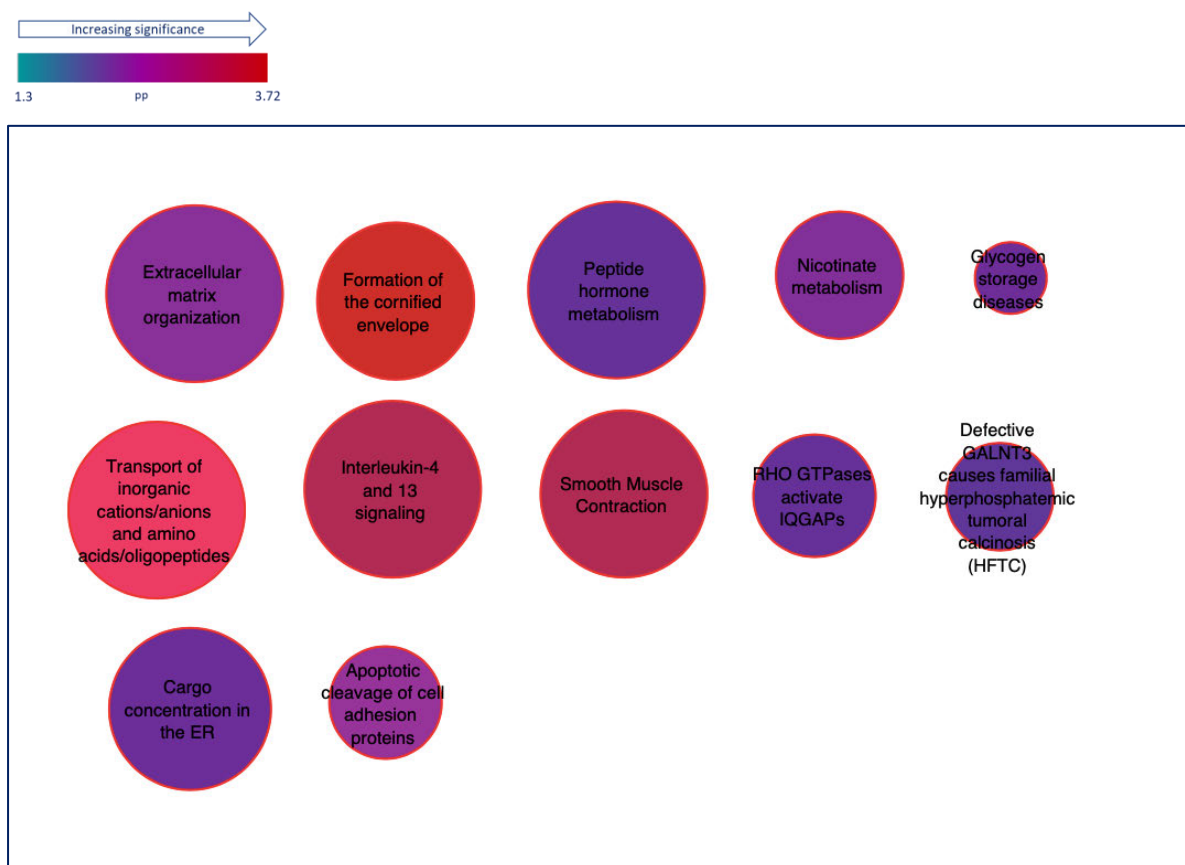 Increasing significance
1.3
pp
3.72
Extracellular
matrix
organization
Formation of
the cornified
envelope
Peptide
hormone
metabolism
Nicotinate
metabolism
Glycogen
storage
diseases
Transport of
inorganic
cations/anions
and amino
acids/oligopeptides
Interleukin-4
and 13
signaling
Smooth Muscle
Contraction
RHO GTPases
activate
IQGAPs
Defective
GALNT3
causes familial
hyperphosphatemic
tumoral
calcinosis
(HFTC)
Cargo
concentration in
the ER
Apoptotic
cleavage of cell
adhesion
proteins